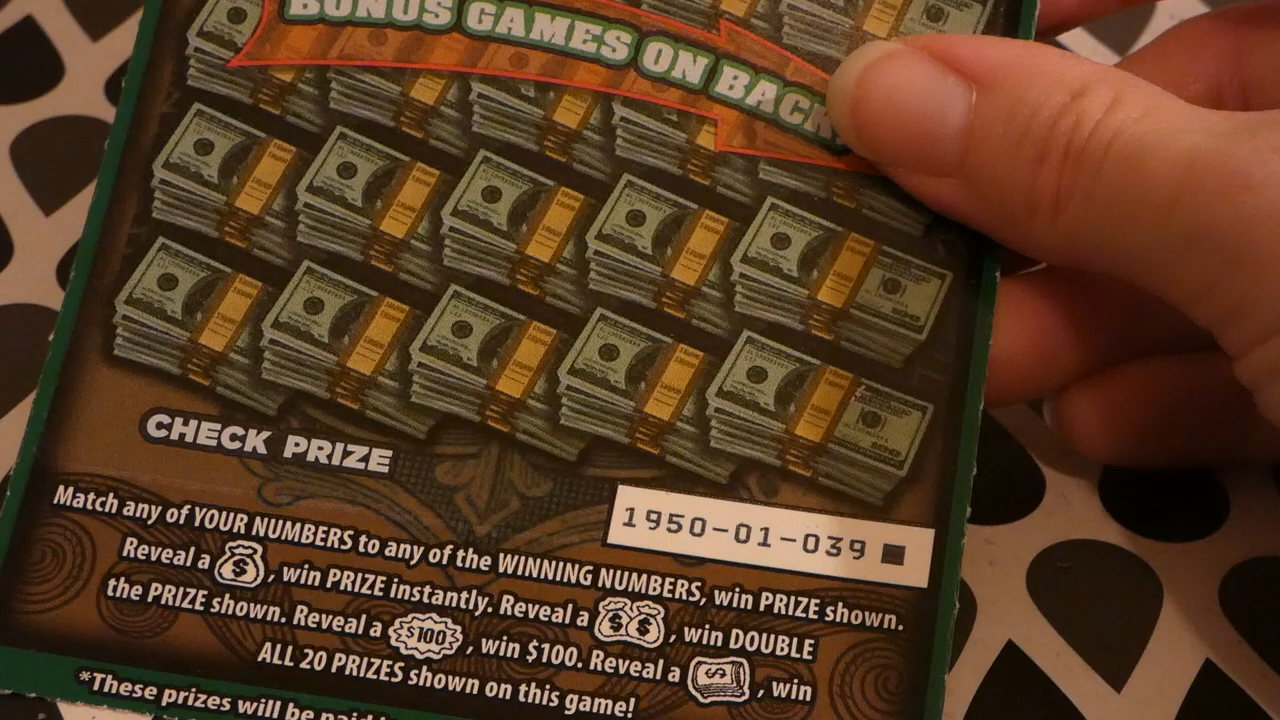 BONUS GAMES ON BACK
CHECK PRIZE
1950-01-039
Match any of YOUR NUMBERS to any of the WINNING NUMBERS, win PRIZE shown.
Reveal a $, win PRIZE instantly. Reveal a $ $, win DOUBLE
the PRIZE shown. Reveal a $100, win $100. Reveal a $, win
ALL 20 PRIZES shown on this game!
*These prizes will be paid